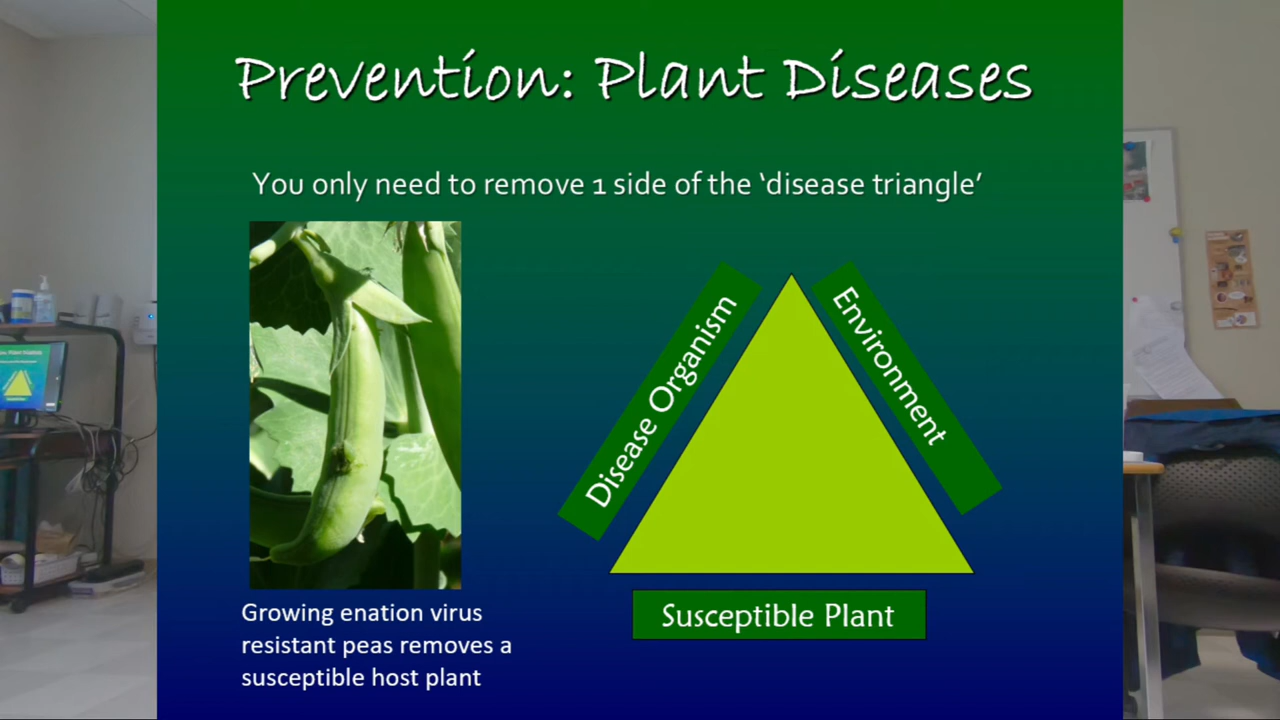 Prevention: Plant Diseases
You only need to remove 1 side of the ‘disease triangle’
Disease Organism
Environment
Susceptible Plant
Growing enation virus
resistant peas removes a
susceptible host plant